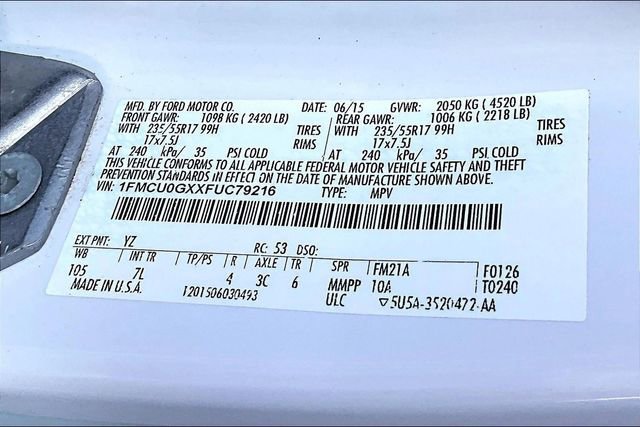 MFD. BY FORD MOTOR CO. DATE: 06/15 GVWR: 2050 KG ( 4520 LB)
FRONT GAWR: 1098 KG ( 2420 LB) REAR GAWR: 1006 KG ( 2218 LB)
WITH 235/55R17 99H TIRES WITH 235/55R17 99H TIRES
17x7.5J RIMS 17x7.5J RIMS
AT 240 kPa/ 35 PSI COLD AT 240 kPa/ 35 PSI COLD
THIS VEHICLE CONFORMS TO ALL APPLICABLE FEDERAL MOTOR VEHICLE SAFETY AND THEFT
PREVENTION STANDARDS IN EFFECT ON THE DATE OF MANUFACTURE SHOWN ABOVE.
VIN: 1FMCU0GXXFUC79216 TYPE: MPV
EXT PNT: YZ RC: 53 DSO:
WB INT TR TP/PS R AXLE TR SPR FM21A F0126
105 7L 4 3C 6 MMPP 10A T0240
MADE IN U.S.A. 1201506030493 ULC 5U5A-3520472-AA